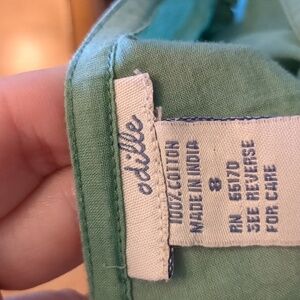 odille
100% COTTON
MADE IN INDIA
8
RN 55170
SEE REVERSE
FOR CARE